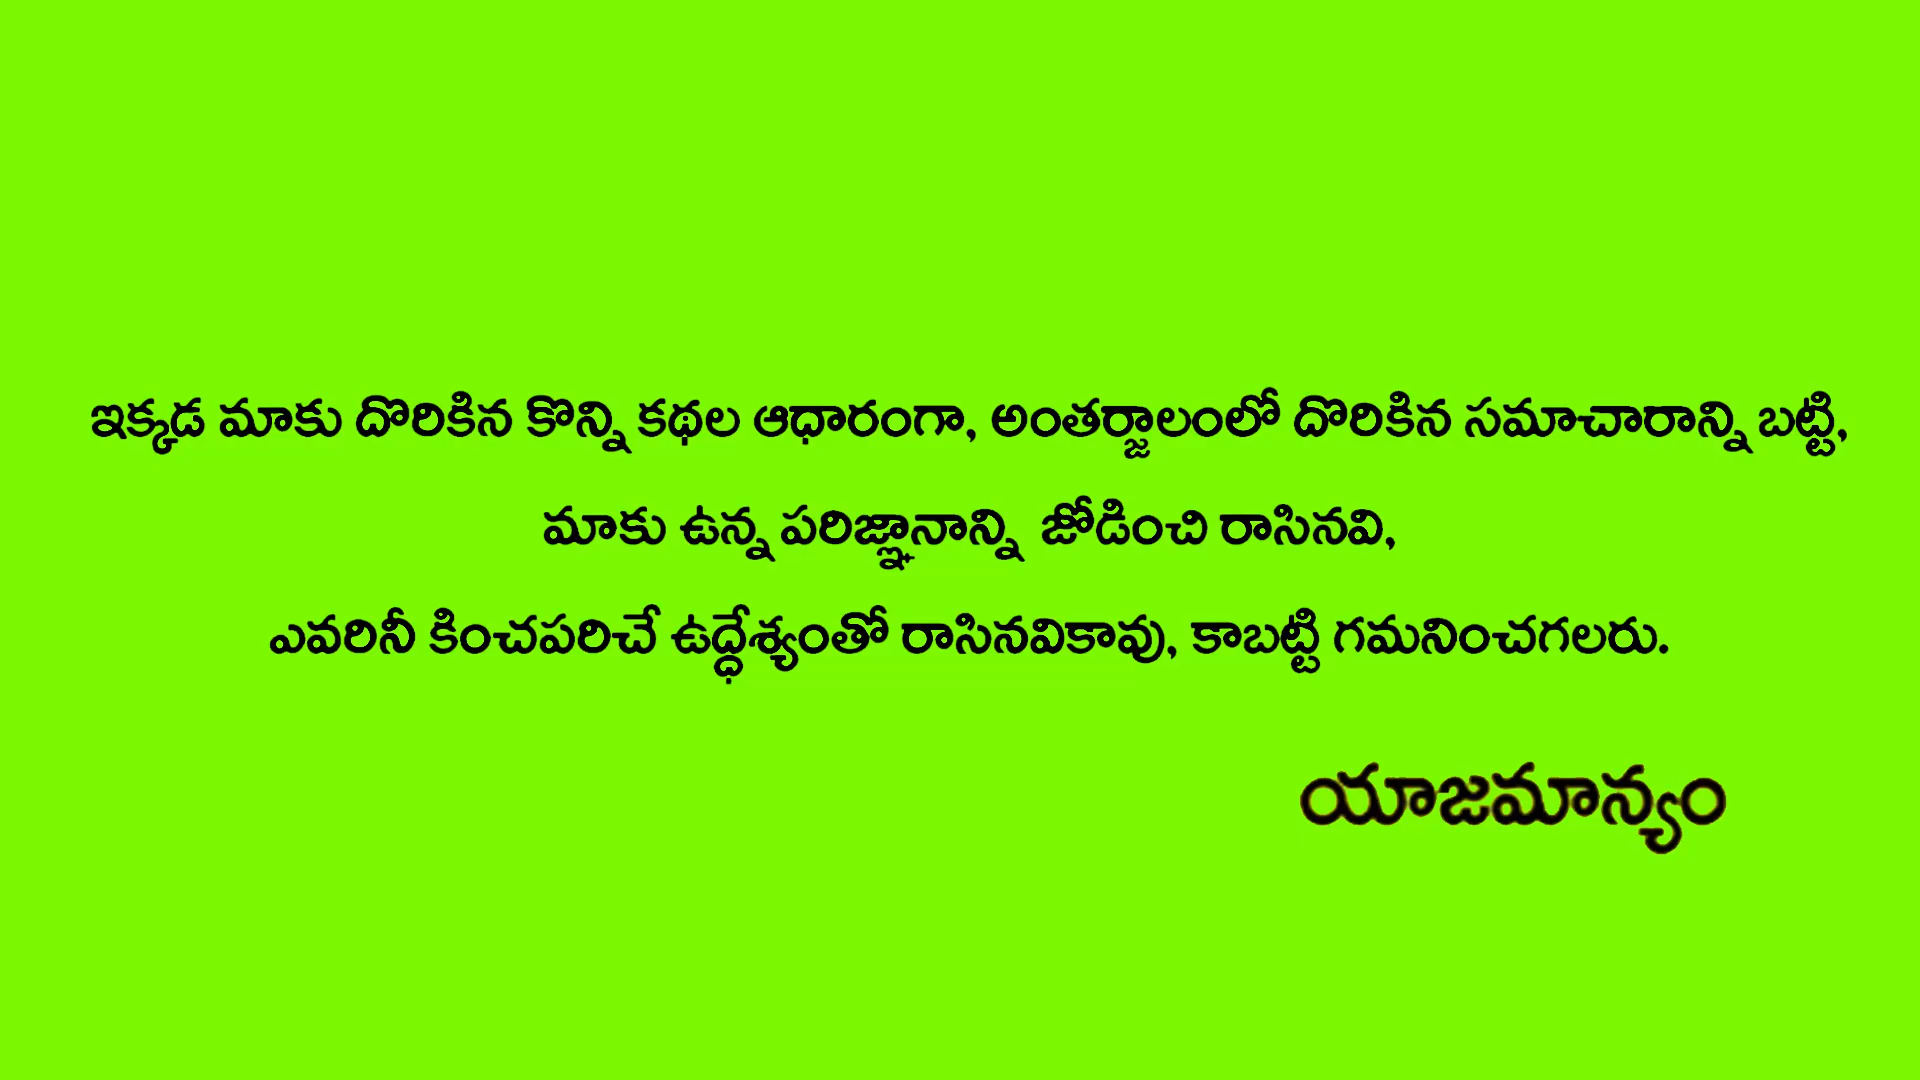 ఇక్కడ మాకు దొరికిన కొన్ని కథల ఆధారంగా, అంతర్జాలంలో దొరికిన సమాచారాన్ని బట్టి,
మాకు ఉన్న పరిజ్ఞానాన్ని జోడించి రాసినవి,
ఎవరినీ కించపరిచే ఉద్ధేశ్యంతో రాసినవికావు, కాబట్టి గమనించగలరు.
యాజమాన్యం